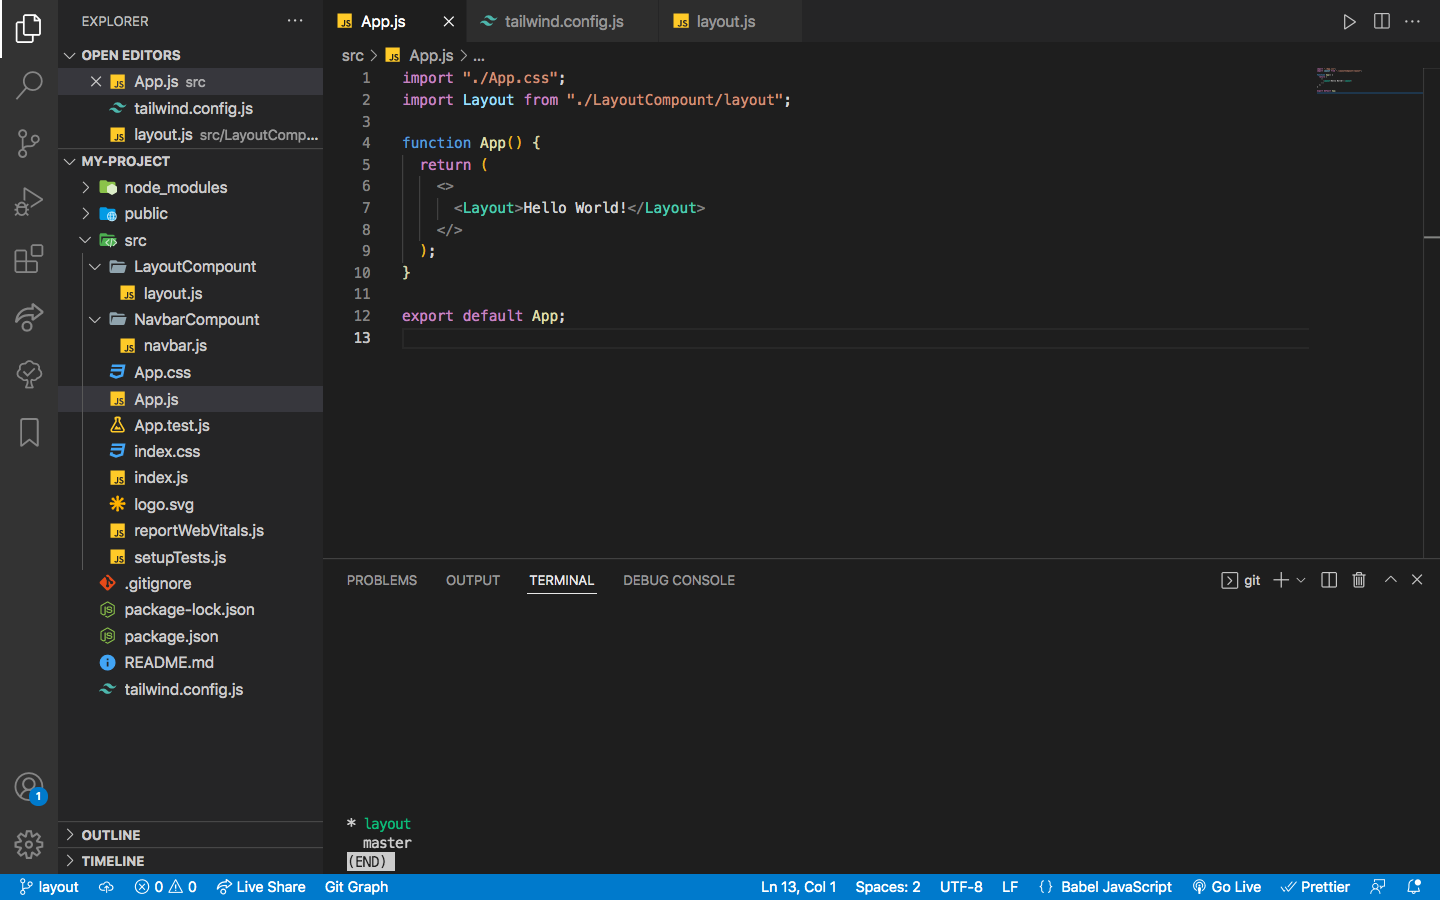 EXPLORER
OPEN EDITORS
App.js src
tailwind.config.js
layout.js src/LayoutComp...
MY-PROJECT
node_modules
public
src
LayoutCompount
layout.js
NavbarCompount
navbar.js
App.css
App.js
App.test.js
index.css
index.js
logo.svg
reportWebVitals.js
setupTests.js
.gitignore
package-lock.json
package.json
README.md
tailwind.config.js
OUTLINE
TIMELINE
App.js tailwind.config.js layout.js
src > App.js > ...
1 import "./App.css";
2 import Layout from "./LayoutCompount/layout";
3
4 function App() {
5 return (
6 <>
7 <Layout>Hello World!</Layout>
8 </>
9 );
10 }
11
12 export default App;
13
PROBLEMS OUTPUT TERMINAL DEBUG CONSOLE git
* layout
master
(END)
1
layout 0 0 Live Share Git Graph Ln 13, Col 1 Spaces: 2 UTF-8 LF {} Babel JavaScript Go Live Prettier